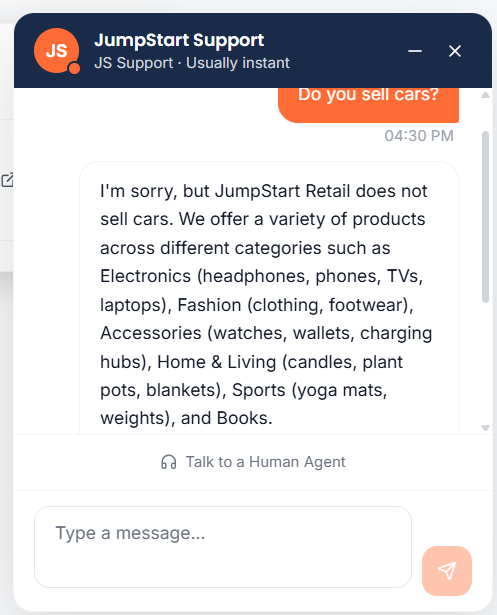 JS
JumpStart Support
JS Support · Usually instant
Do you sell cars?
04:30 PM
I'm sorry, but JumpStart Retail does not
sell cars. We offer a variety of products
across different categories such as
Electronics (headphones, phones, TVs,
laptops), Fashion (clothing, footwear),
Accessories (watches, wallets, charging
hubs), Home & Living (candles, plant
pots, blankets), Sports (yoga mats,
weights), and Books.
Talk to a Human Agent
Type a message...